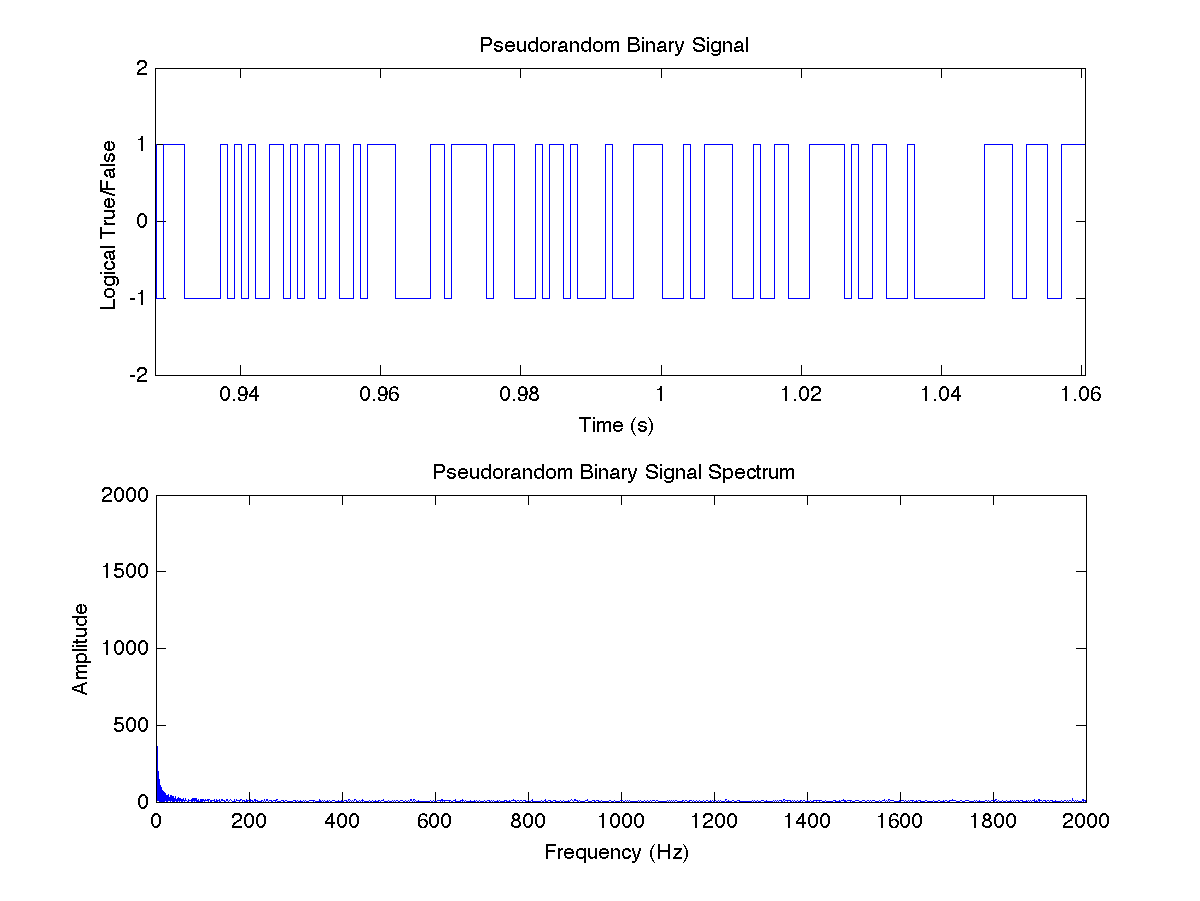 Pseudorandom Binary Signal
2
1
0
-1
-2
Logical True/False
0.94 0.96 0.98 1 1.02 1.04 1.06
Time (s)
Pseudorandom Binary Signal Spectrum
2000
1500
1000
500
0
Amplitude
0 200 400 600 800 1000 1200 1400 1600 1800 2000
Frequency (Hz)